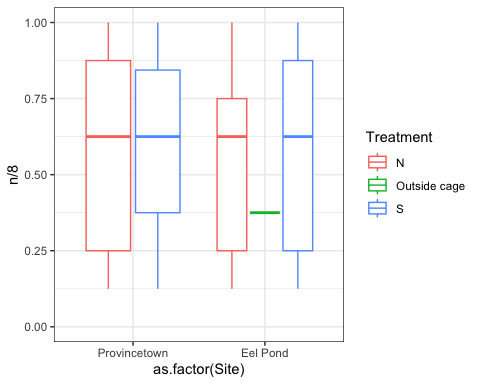 1.00
0.75
0.50
0.25
0.00
n/8
Provincetown
Eel Pond
as.factor(Site)
Treatment
N
Outside cage
S